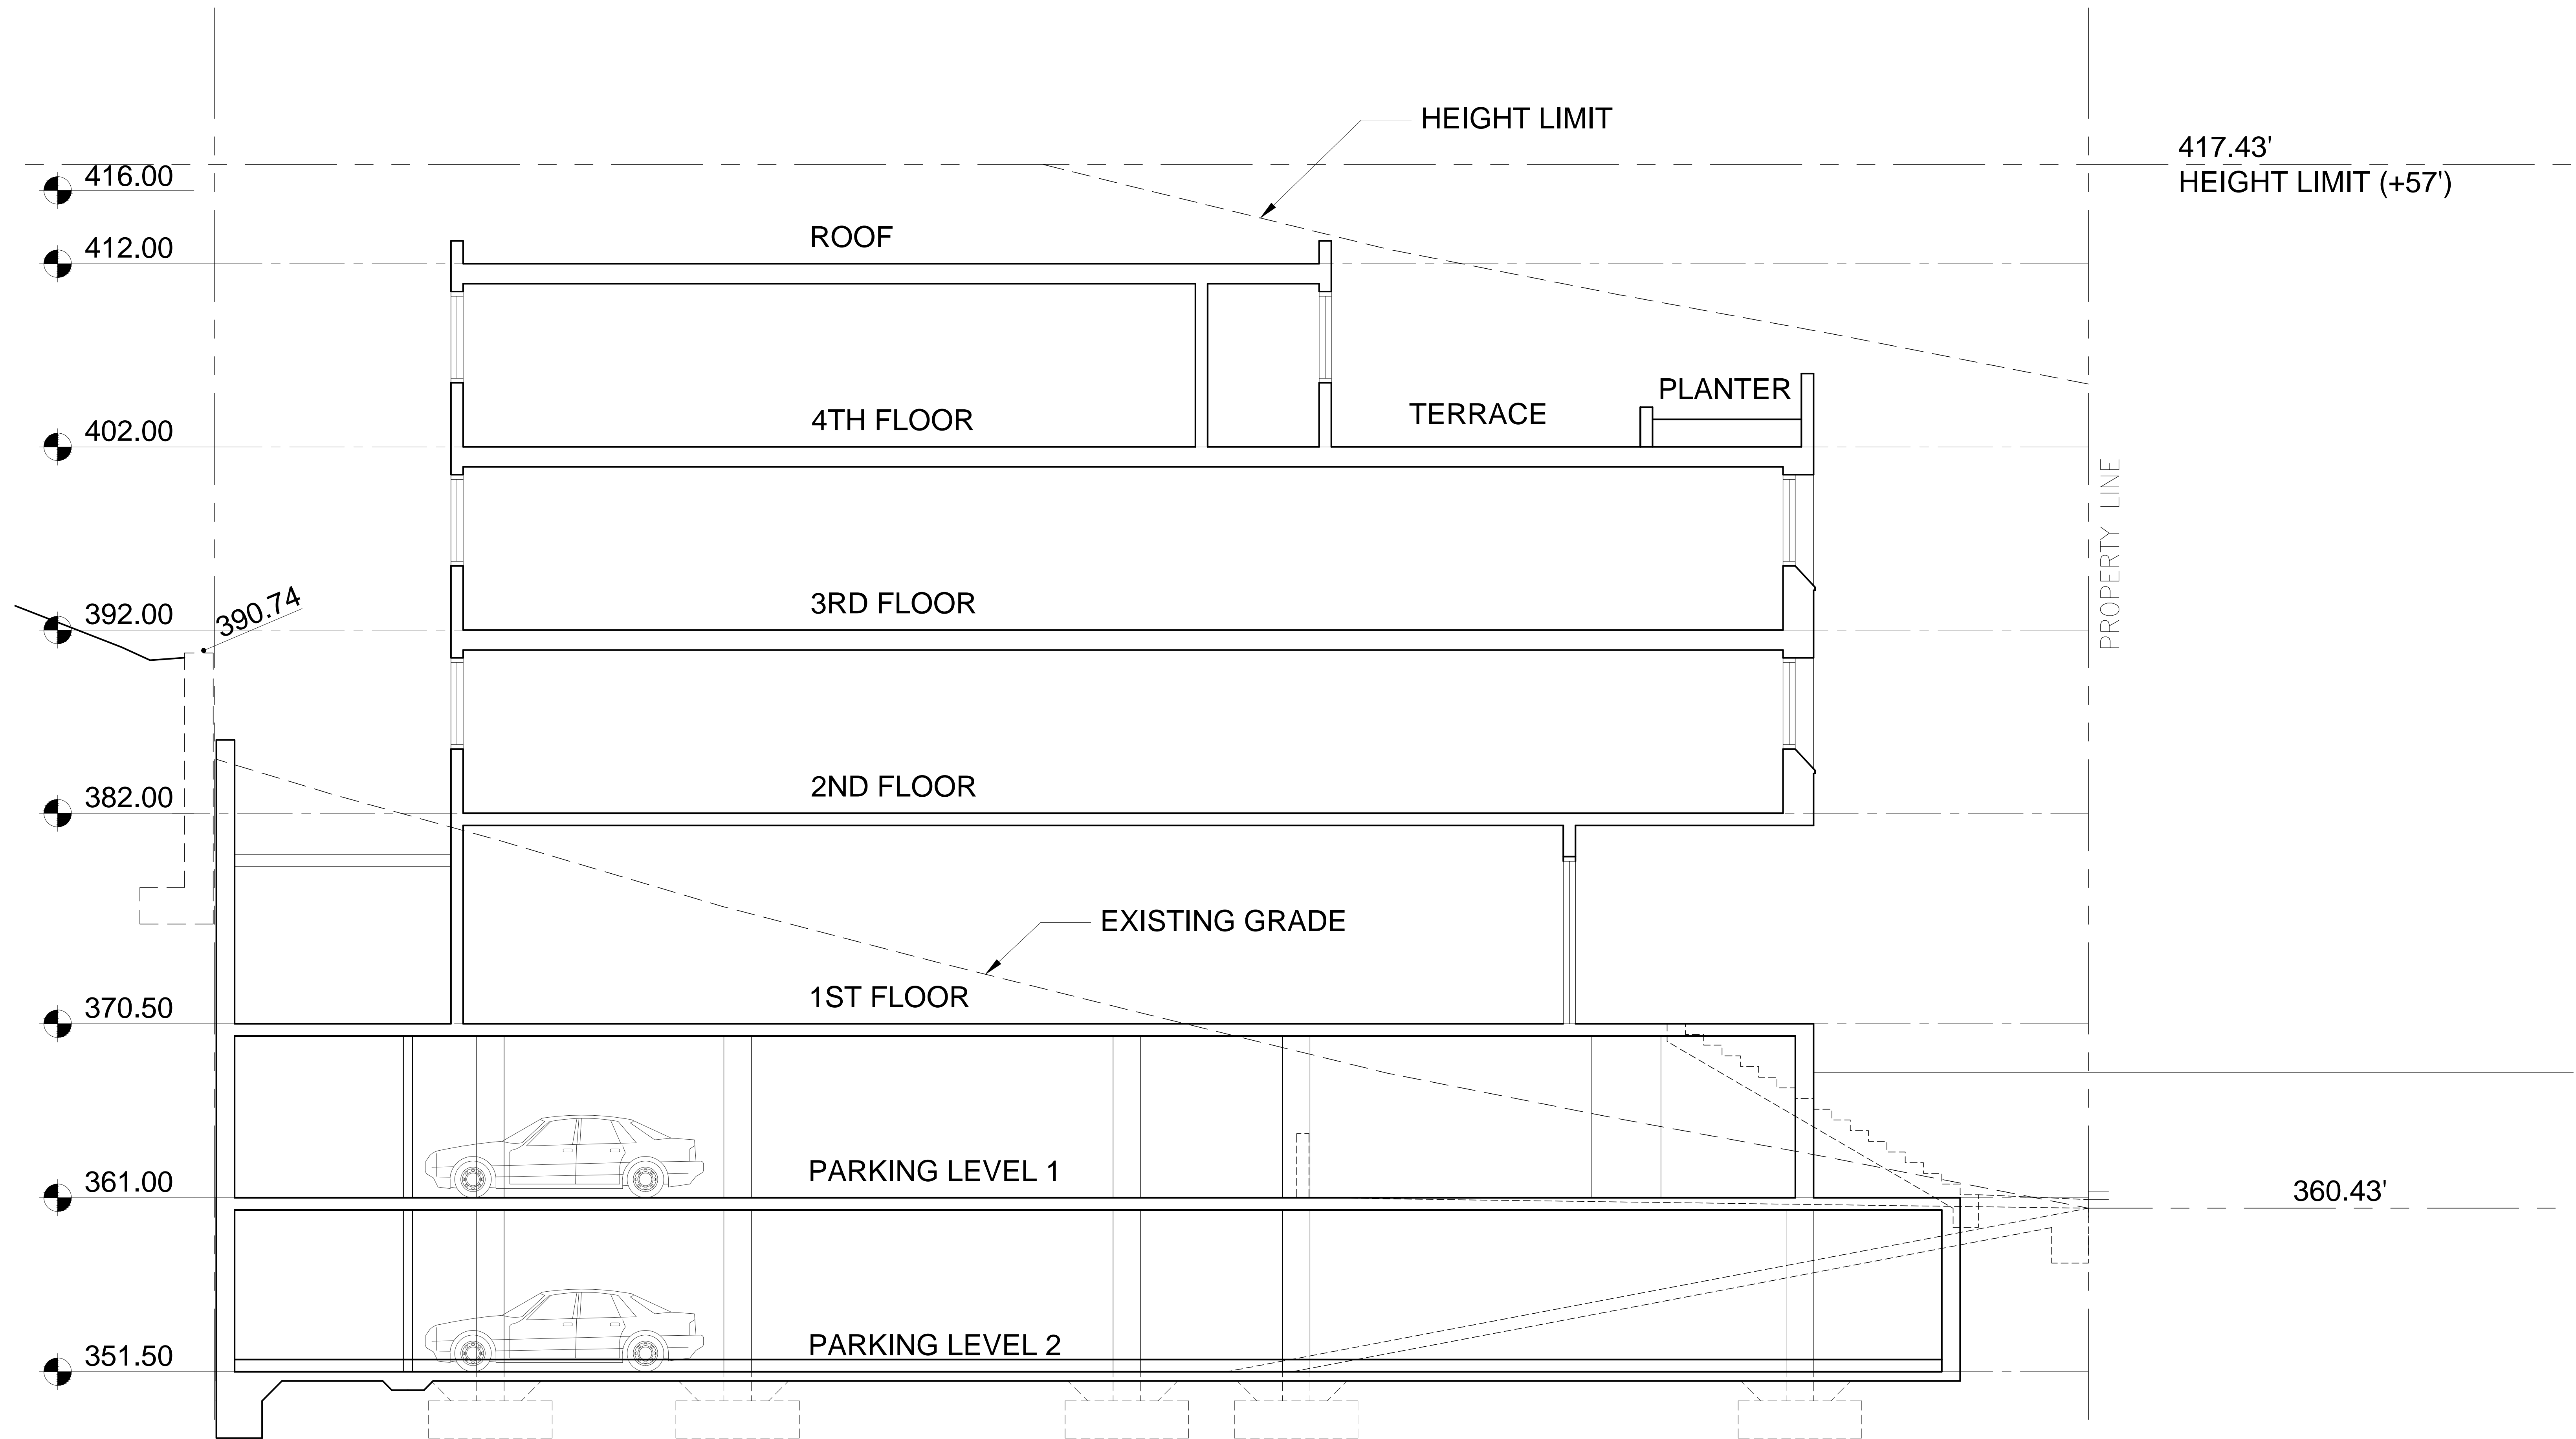 HEIGHT LIMIT
417.43'
HEIGHT LIMIT (+57')
416.00
412.00
ROOF
402.00
4TH FLOOR
TERRACE
PLANTER
PROPERTY LINE
392.00
390.74
3RD FLOOR
382.00
2ND FLOOR
EXISTING GRADE
370.50
1ST FLOOR
361.00
PARKING LEVEL 1
360.43'
351.50
PARKING LEVEL 2